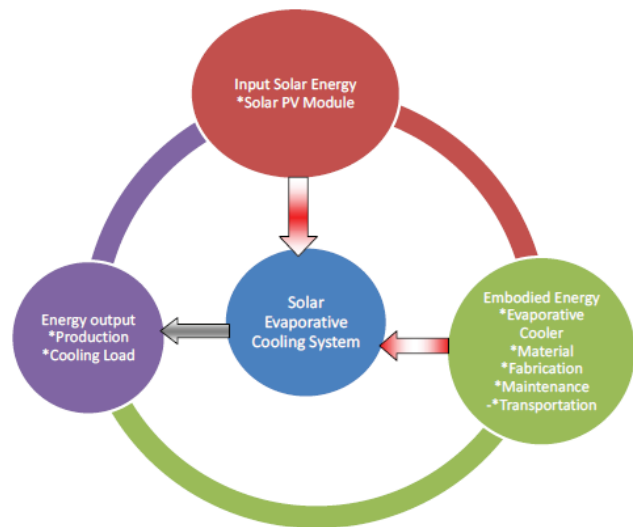 Input Solar Energy
*Solar PV Module
Solar
Evaporative
Cooling System
Energy output
*Production
*Cooling Load
Embodied Energy
*Evaporative
Cooler
*Material
*Fabrication
*Maintenance
-*Transportation